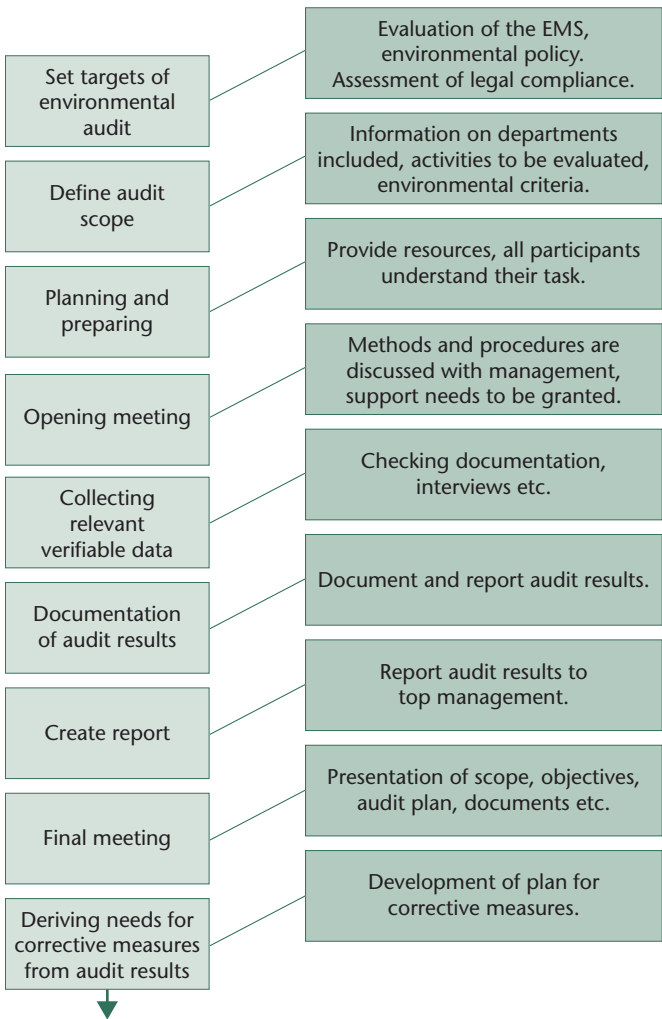 Set targets of
environmental
audit
Evaluation of the EMS,
environmental policy.
Assessment of legal compliance.
Define audit
scope
Information on departments
included, activities to be evaluated,
environmental criteria.
Planning and
preparing
Provide resources, all participants
understand their task.
Opening meeting
Methods and procedures are
discussed with management,
support needs to be granted.
Collecting
relevant
verifiable data
Checking documentation,
interviews etc.
Documentation
of audit results
Document and report audit results.
Create report
Report audit results to
top management.
Final meeting
Presentation of scope, objectives,
audit plan, documents etc.
Deriving needs for
corrective measures
from audit results
Development of plan for
corrective measures.